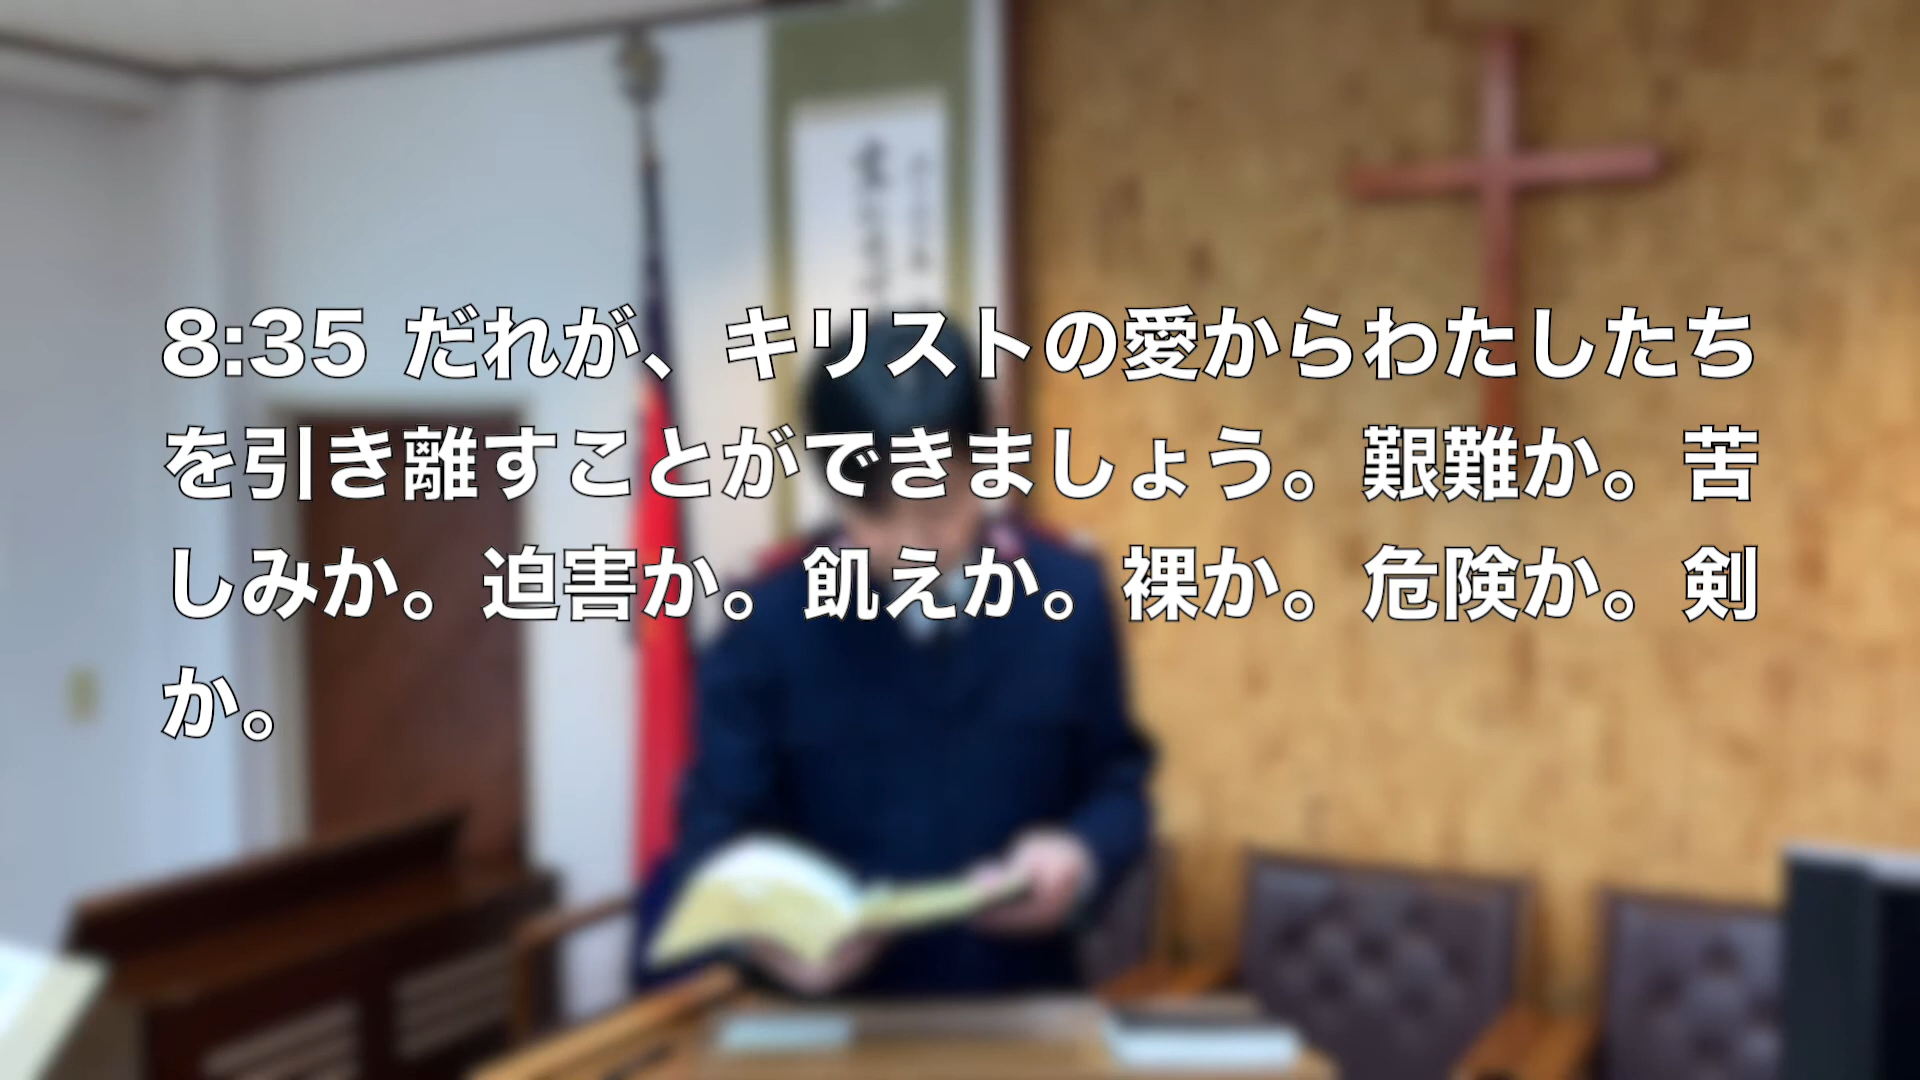 8:35 だれが、キリストの愛からわたしたち
を引き離すことができましょう。艱難か。苦
しみか。迫害か。飢えか。裸か。危険か。剣
か。